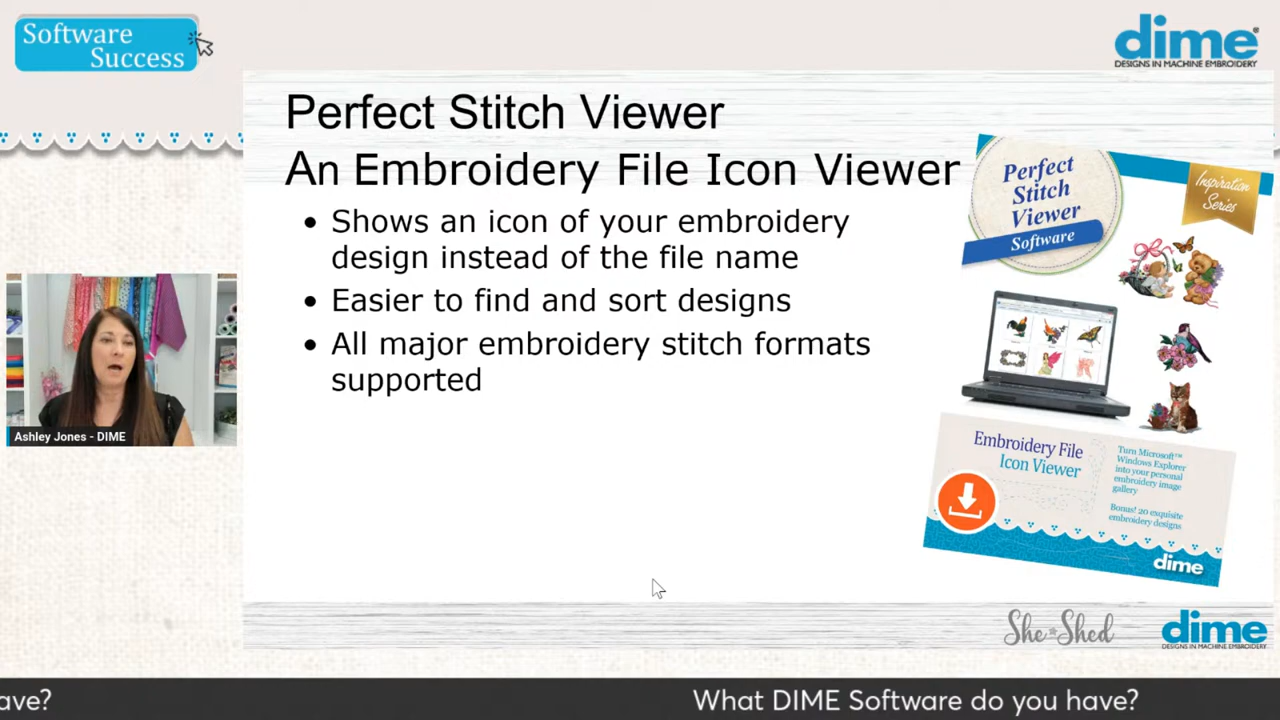 Software
Success
dime
DESIGNS IN MACHINE EMBROIDERY
Perfect Stitch Viewer
An Embroidery File Icon Viewer
• Shows an icon of your embroidery
design instead of the file name
• Easier to find and sort designs
• All major embroidery stitch formats
supported
Perfect
Stitch
Viewer
Software
Inspiration
Series
Embroidery File
Icon Viewer
Turn Microsoft™
Windows Explorer
into your personal
embroidery image
gallery
Bonus! 20 exquisite
embroidery designs
dime
Ashley Jones - DIME
She Shed
dime
DESIGNS IN MACHINE EMBROIDERY
ave?
What DIME Software do you have?